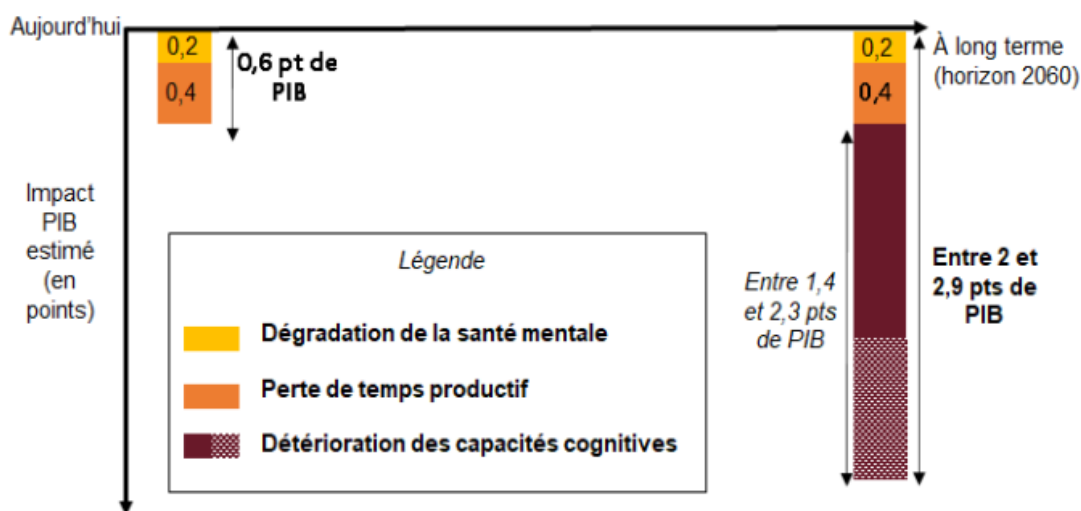 Aujourd'hui
0,2
0,4
0,6 pt de
PIB
0,2
0,4
À long terme
(horizon 2060)
Impact
PIB
estimé
(en
points)
Légende
Dégradation de la santé mentale
Perte de temps productif
Détérioration des capacités cognitives
Entre 1,4
et 2,3 pts
de PIB
Entre 2 et
2,9 pts de
PIB